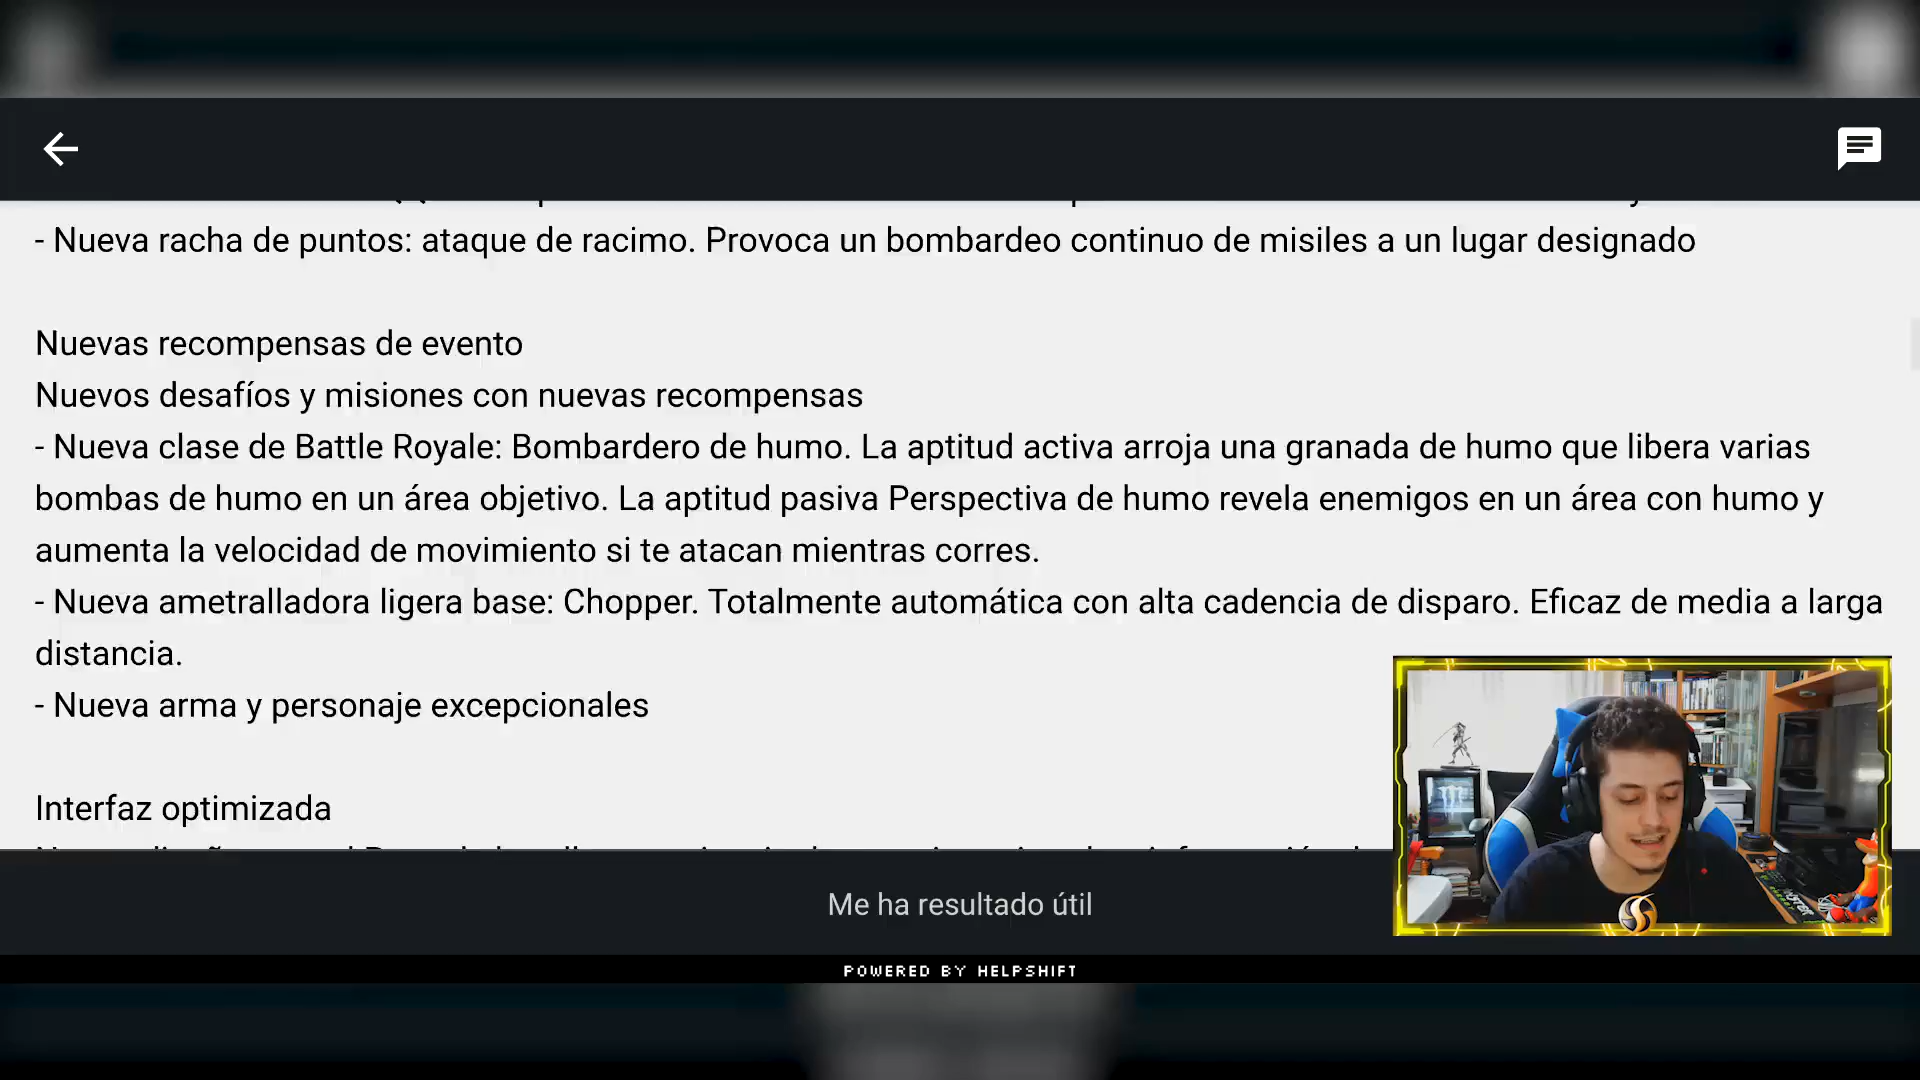 - Nueva racha de puntos: ataque de racimo. Provoca un bombardeo continuo de misiles a un lugar designado
Nuevas recompensas de evento
Nuevos desafíos y misiones con nuevas recompensas
- Nueva clase de Battle Royale: Bombardero de humo. La aptitud activa arroja una granada de humo que libera varias
bombas de humo en un área objetivo. La aptitud pasiva Perspectiva de humo revela enemigos en un área con humo y
aumenta la velocidad de movimiento si te atacan mientras corres.
- Nueva ametralladora ligera base: Chopper. Totalmente automática con alta cadencia de disparo. Eficaz de media a larga
distancia.
- Nueva arma y personaje excepcionales
Interfaz optimizada
Me ha resultado útil
POWERED BY HELPSHIFT